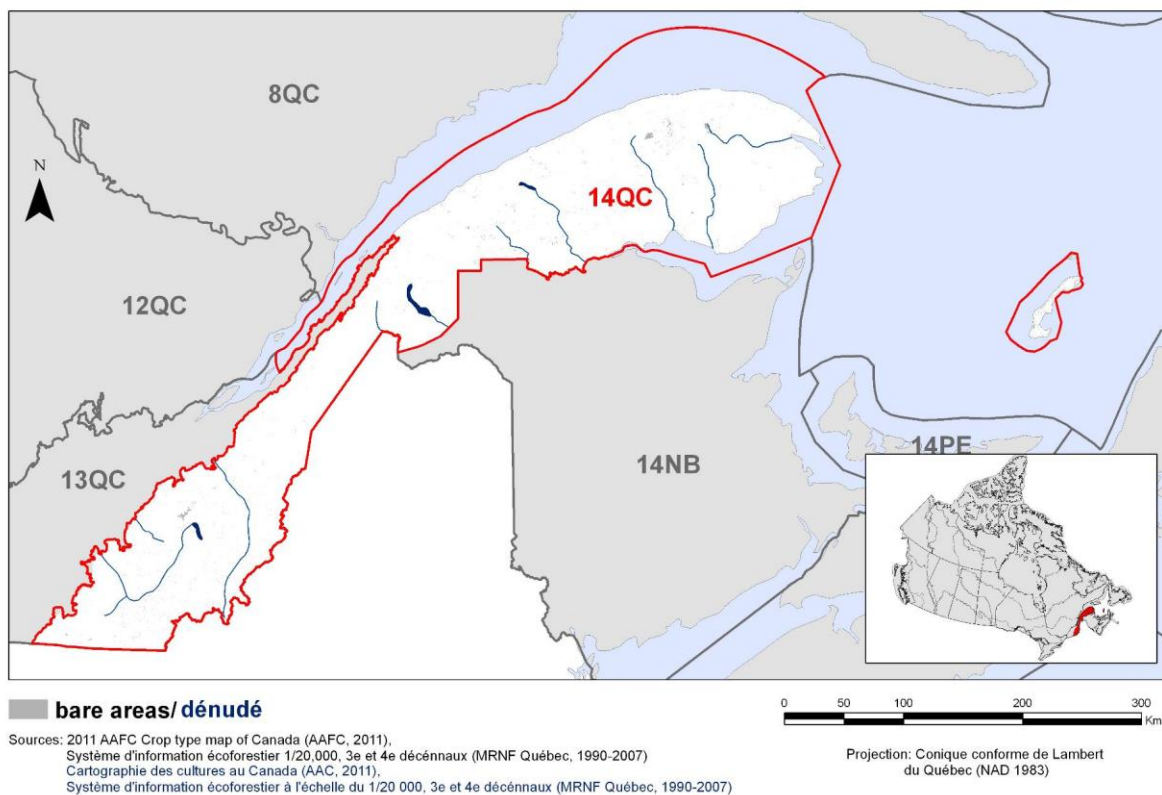 8QC
N
14QC
12QC
14PE
14NB
13QC
bare areas/ dénudé
0 50 100 200 300
Km
Sources: 2011 AAFC Crop type map of Canada (AAFC, 2011),
Système d'information écoforestier 1/20,000, 3e et 4e décénnaux (MRNF Québec, 1990-2007)
Cartographie des cultures au Canada (AAC, 2011),
Système d'information écoforestier à l'échelle du 1/20 000, 3e et 4e décénnaux (MRNF Québec, 1990-2007)
Projection: Conique conforme de Lambert
du Québec (NAD 1983)